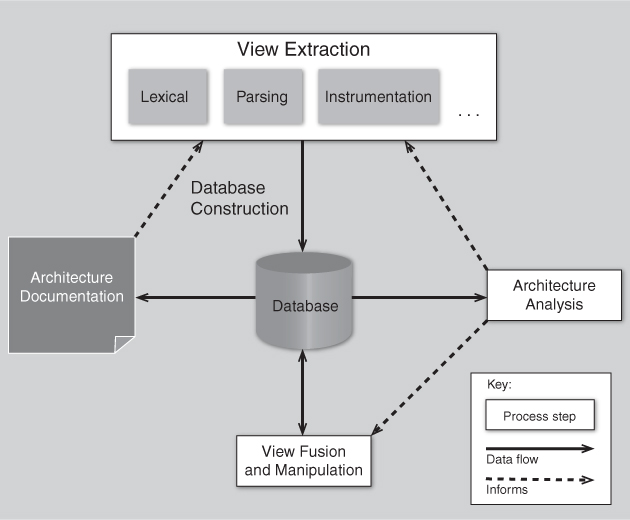 View Extraction
Lexical
Parsing
Instrumentation
...
Database
Construction
Architecture
Documentation
Database
Architecture
Analysis
View Fusion
and Manipulation
Key:
Process step
Data flow
Informs